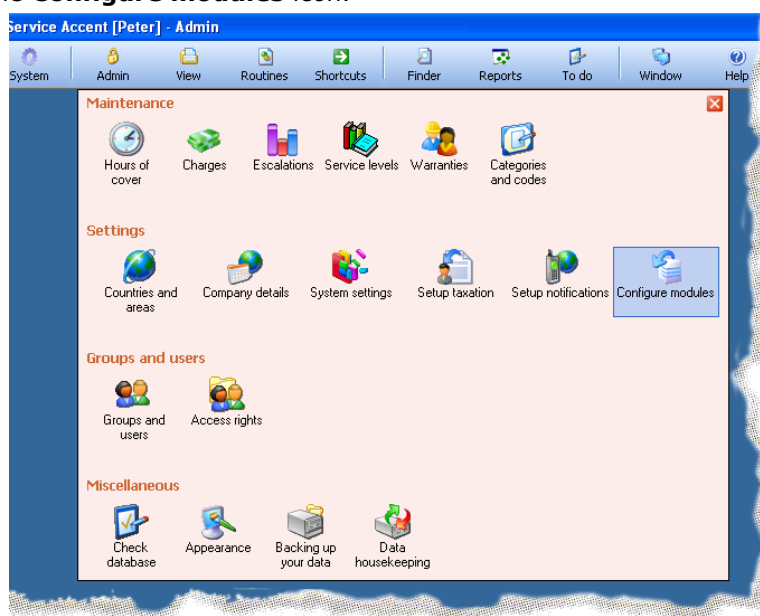 Configure modules icon.
Service Accent [Peter] - Admin
System Admin View Routines Shortcuts Finder Reports To do Window Help
Maintenance
Hours of cover
Charges
Escalations
Service levels
Warranties
Categories and codes
Settings
Countries and areas
Company details
System settings
Setup taxation
Setup notifications
Configure modules
Groups and users
Groups and users
Access rights
Miscellaneous
Check database
Appearance
Backing up your data
Data housekeeping